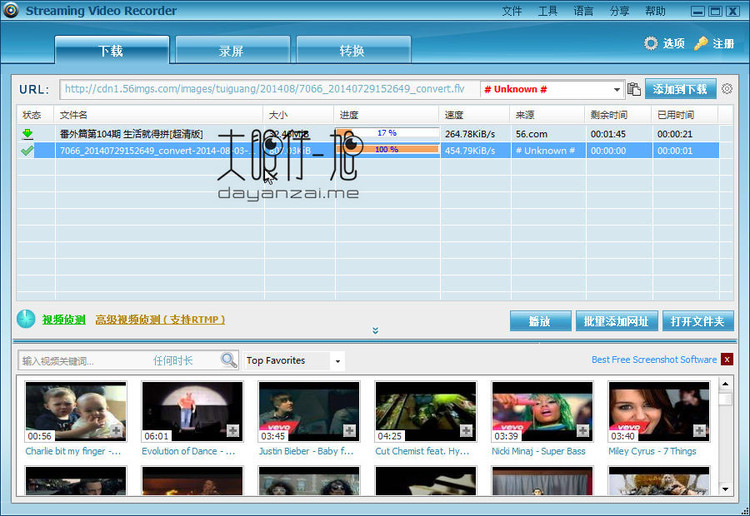 Streaming Video Recorder
文件 工具 语言 分享 帮助
下载 录屏 转换 选项 注册
URL: http://cdn1.56imgs.com/images/tuiguang/201408/7066_20140729152649_convert.flv # Unknown # 添加到下载
状态 文件名 大小 进度 速度 来源 剩余时间 已用时间
番外篇第104期 生活就得拼[超清版] 17 % 264.78KiB/s 56.com 00:01:45 00:00:21
7066_20140729152649_convert-2014-08-03-... 100 % 454.79KiB/s # Unknown # 00:00:00 00:00:01
大眼仔~旭
dayanzai.me
视频侦测 高级视频侦测 ( 支持RTMP ) 播放 批量添加网址 打开文件夹
输入视频关键词... 任何时长 Top Favorites Best Free Screenshot Software
00:56 06:01 03:45 04:25 03:39 03:40
vevo vevo vevo
Charlie bit my finger -... Evolution of Dance - ... Justin Bieber - Baby f... Cut Chemist feat. Hy... Nicki Minaj - Super Bass Miley Cyrus - 7 Things